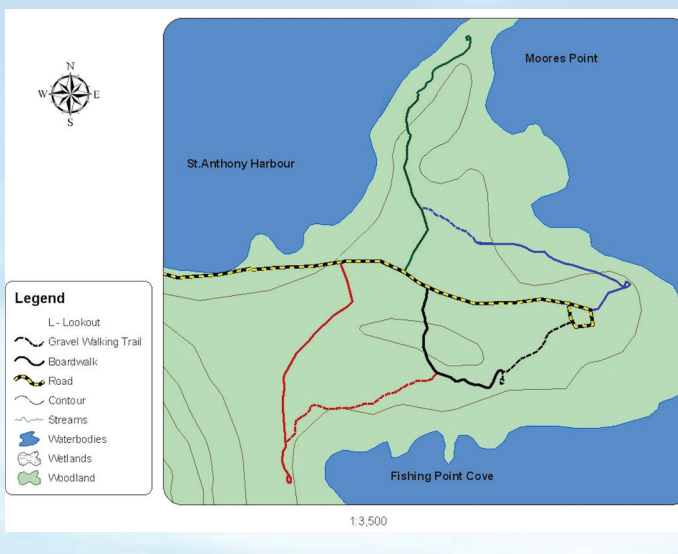 N
W E
S
Moores Point
St.Anthony Harbour
Legend
L - Lookout
Gravel Walking Trail
Boardwalk
Road
Contour
Streams
Waterbodies
Wetlands
Woodland
Fishing Point Cove
1:3,500